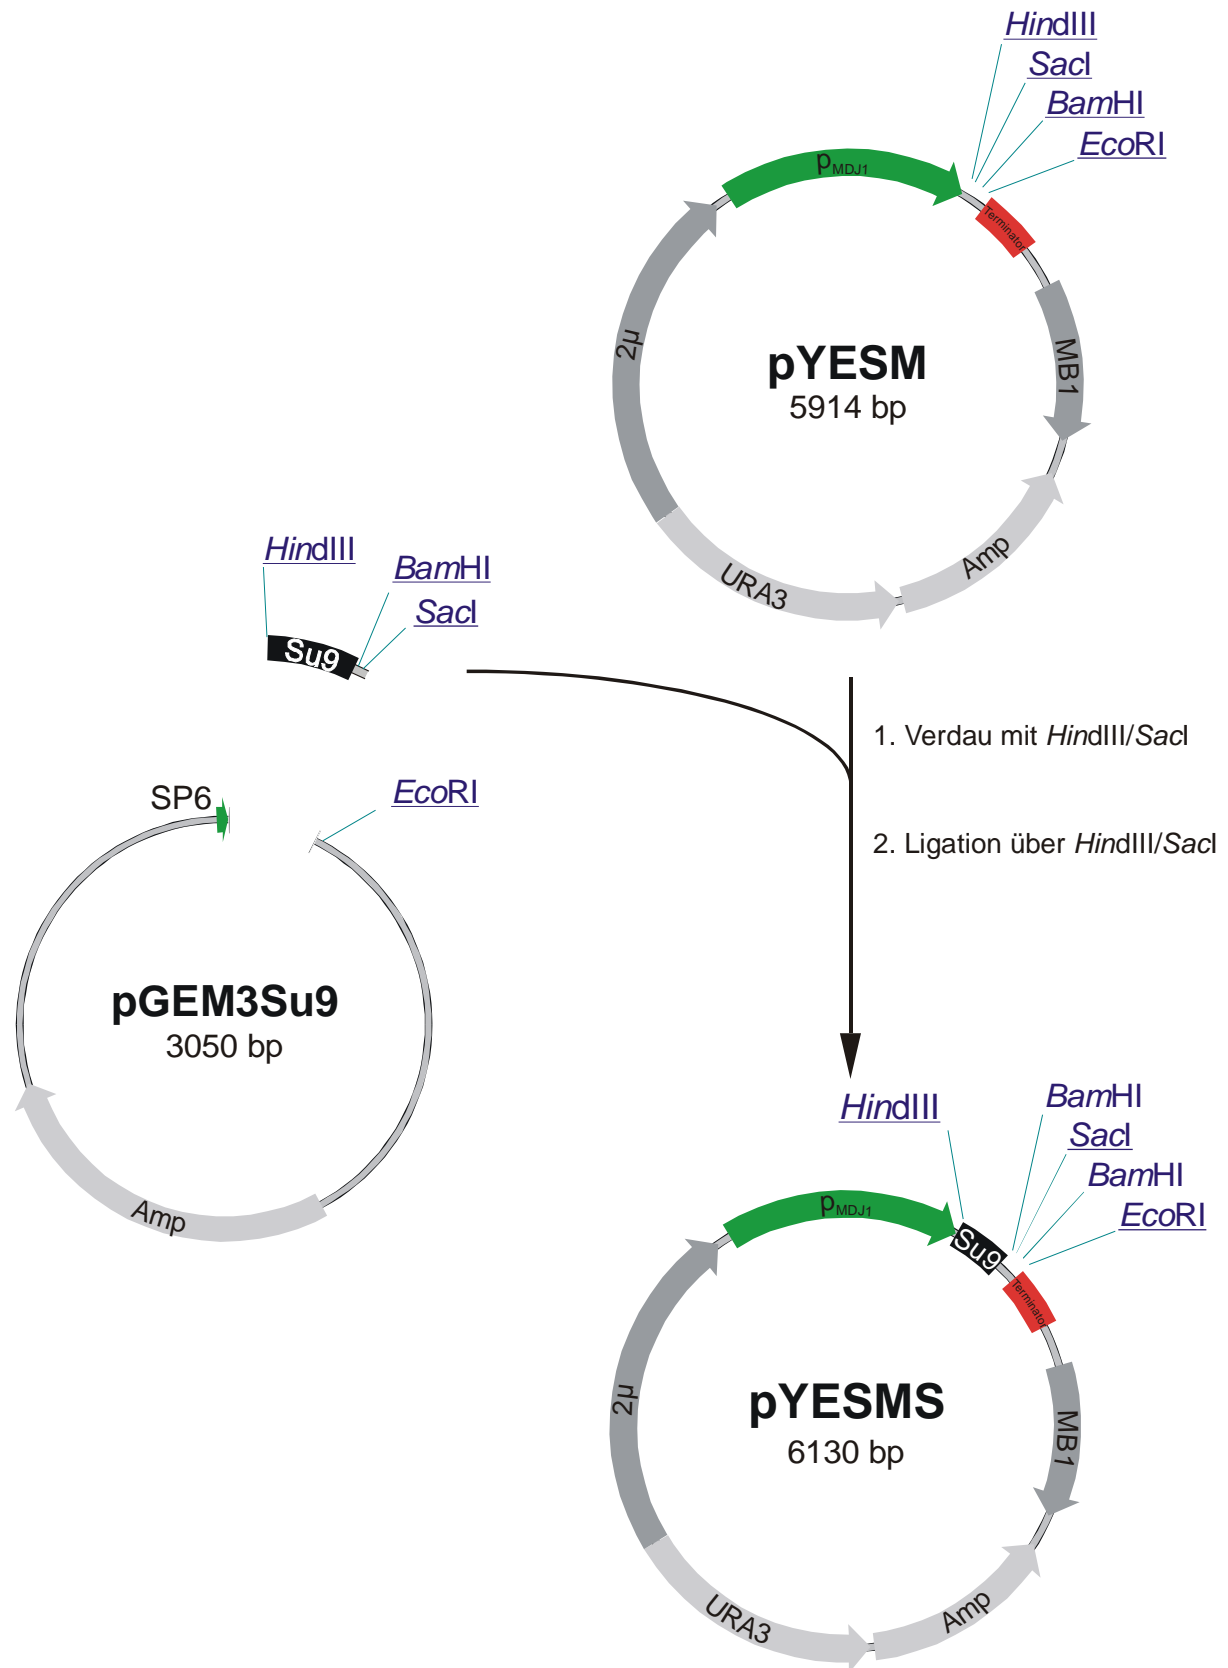 HindIII
SacI
BamHI
EcoRI
pMDJ1
Terminator
2µ
MB1
pYESM
5914 bp
Amp
URA3
HindIII
BamHI
SacI
Su9
1. Verdau mit HindIII/SacI
2. Ligation über HindIII/SacI
SP6
EcoRI
pGEM3Su9
3050 bp
Amp
HindIII
BamHI
SacI
BamHI
EcoRI
pMDJ1
Su9
Terminator
2µ
MB1
pYESMS
6130 bp
Amp
URA3